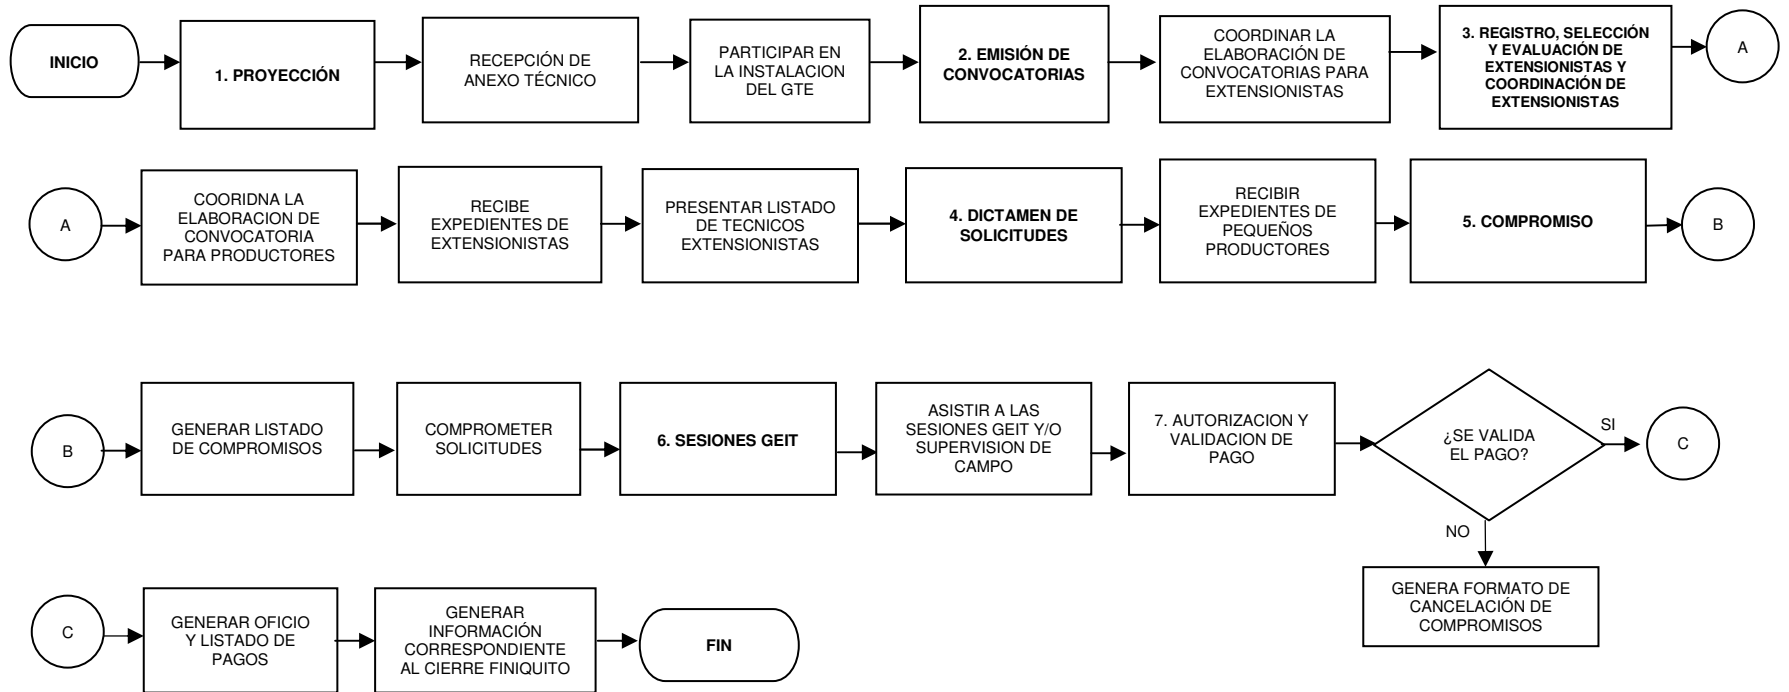 INICIO
1. PROYECCIÓN
RECEPCIÓN DE
ANEXO TÉCNICO
PARTICIPAR EN
LA INSTALACION
DEL GTE
2. EMISIÓN DE
CONVOCATORIAS
COORDINAR LA
ELABORACIÓN DE
CONVOCATORIAS PARA
EXTENSIONISTAS
3. REGISTRO, SELECCIÓN
Y EVALUACIÓN DE
EXTENSIONISTAS Y
COORDINACIÓN DE
EXTENSIONISTAS
A
A
COORIDNA LA
ELABORACION DE
CONVOCATORIA
PARA PRODUCTORES
RECIBE
EXPEDIENTES DE
EXTENSIONISTAS
PRESENTAR LISTADO
DE TECNICOS
EXTENSIONISTAS
4. DICTAMEN DE
SOLICITUDES
RECIBIR
EXPEDIENTES DE
PEQUEÑOS
PRODUCTORES
5. COMPROMISO
B
B
GENERAR LISTADO
DE COMPROMISOS
COMPROMETER
SOLICITUDES
6. SESIONES GEIT
ASISTIR A LAS
SESIONES GEIT Y/O
SUPERVISION DE
CAMPO
7. AUTORIZACION Y
VALIDACION DE
PAGO
¿SE VALIDA
EL PAGO?
SI
C
NO
GENERA FORMATO DE
CANCELACIÓN DE
COMPROMISOS
C
GENERAR OFICIO
Y LISTADO DE
PAGOS
GENERAR
INFORMACIÓN
CORRESPONDIENTE
AL CIERRE FINIQUITO
FIN